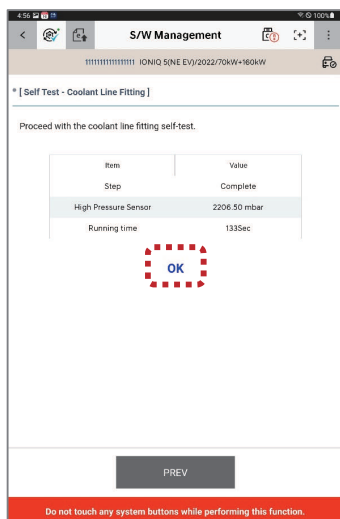 4:56
100%
S/W Management
11111111111111111 IONIQ 5(NE EV)/2022/70kW+160kW
[ Self Test - Coolant Line Fitting ]
Proceed with the coolant line fitting self-test.
Item Value
Step Complete
High Pressure Sensor 2206.50 mbar
Running time 133Sec
OK
PREV
Do not touch any system buttons while performing this function.